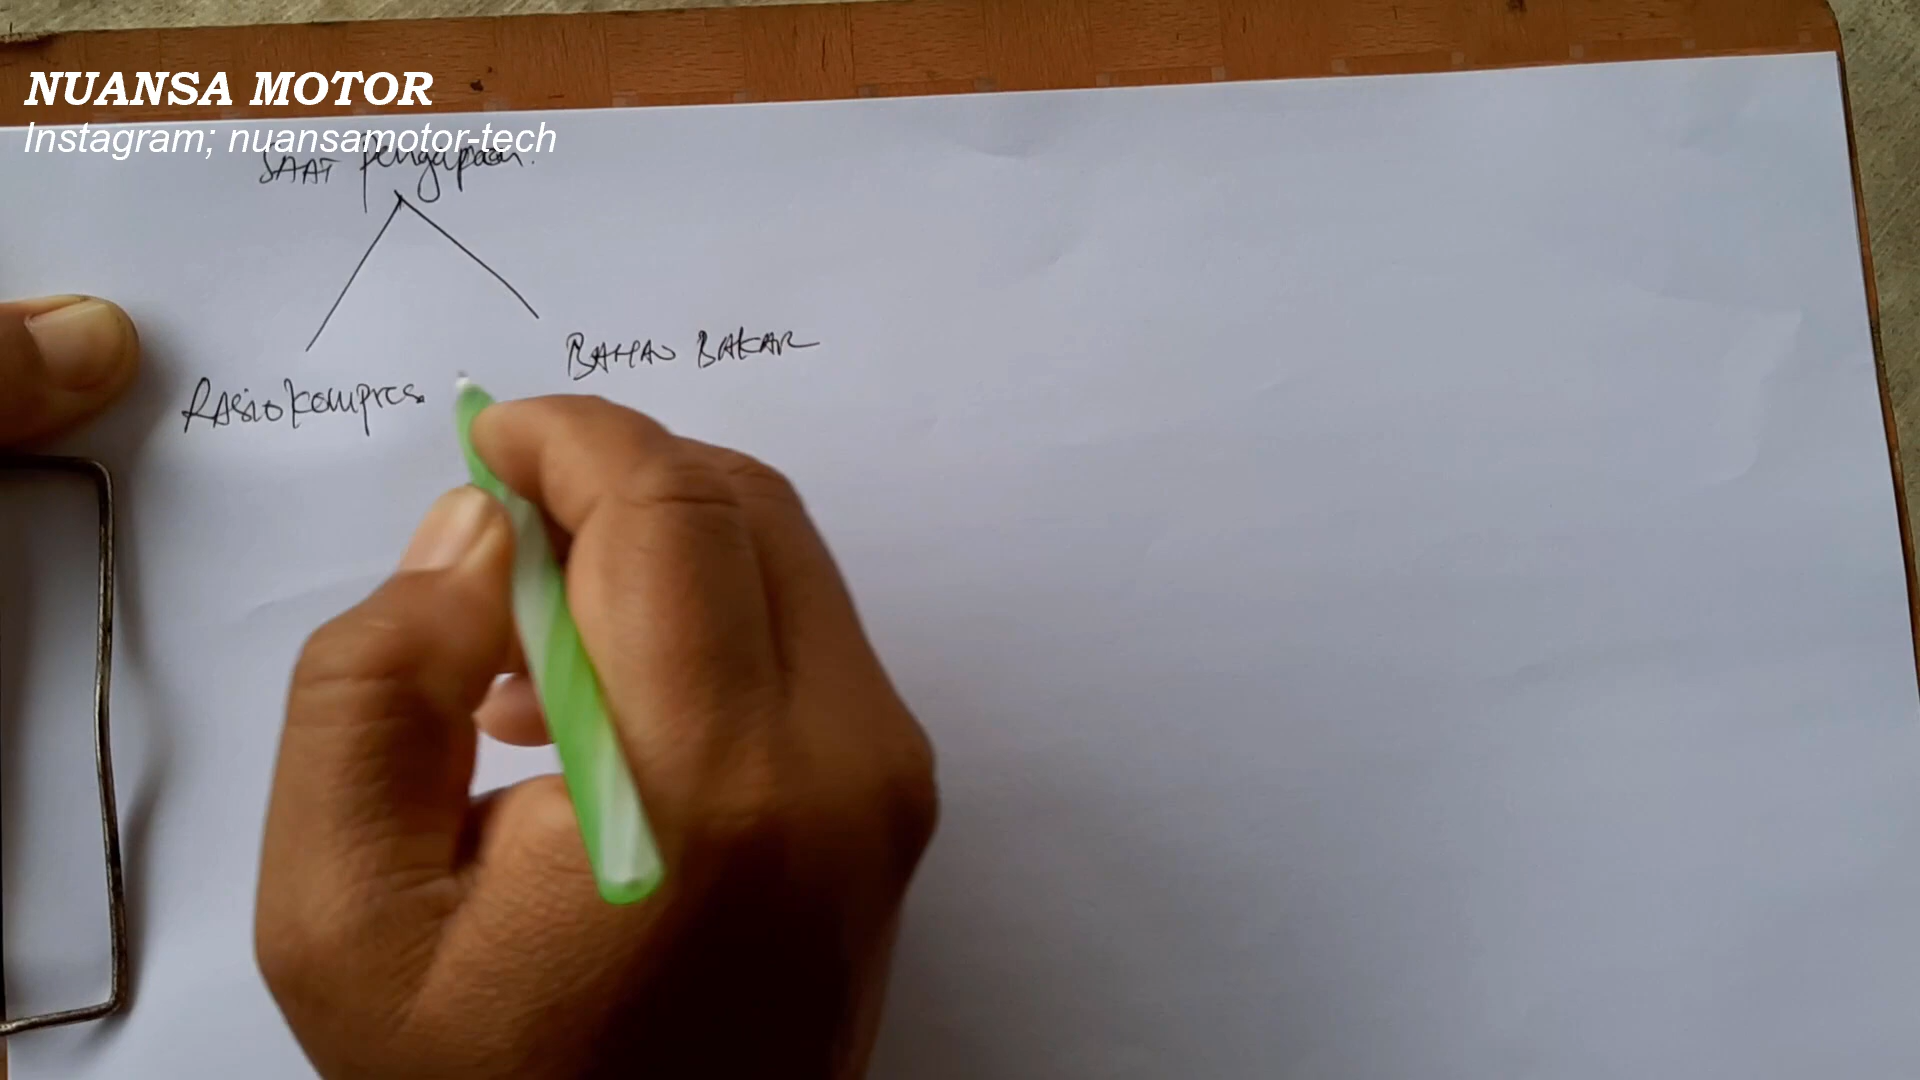 NUANSA MOTOR
Instagram; nuansamotor-tech
SAAT Pengapian.
BAHAN BAKAR
RASIO kompres